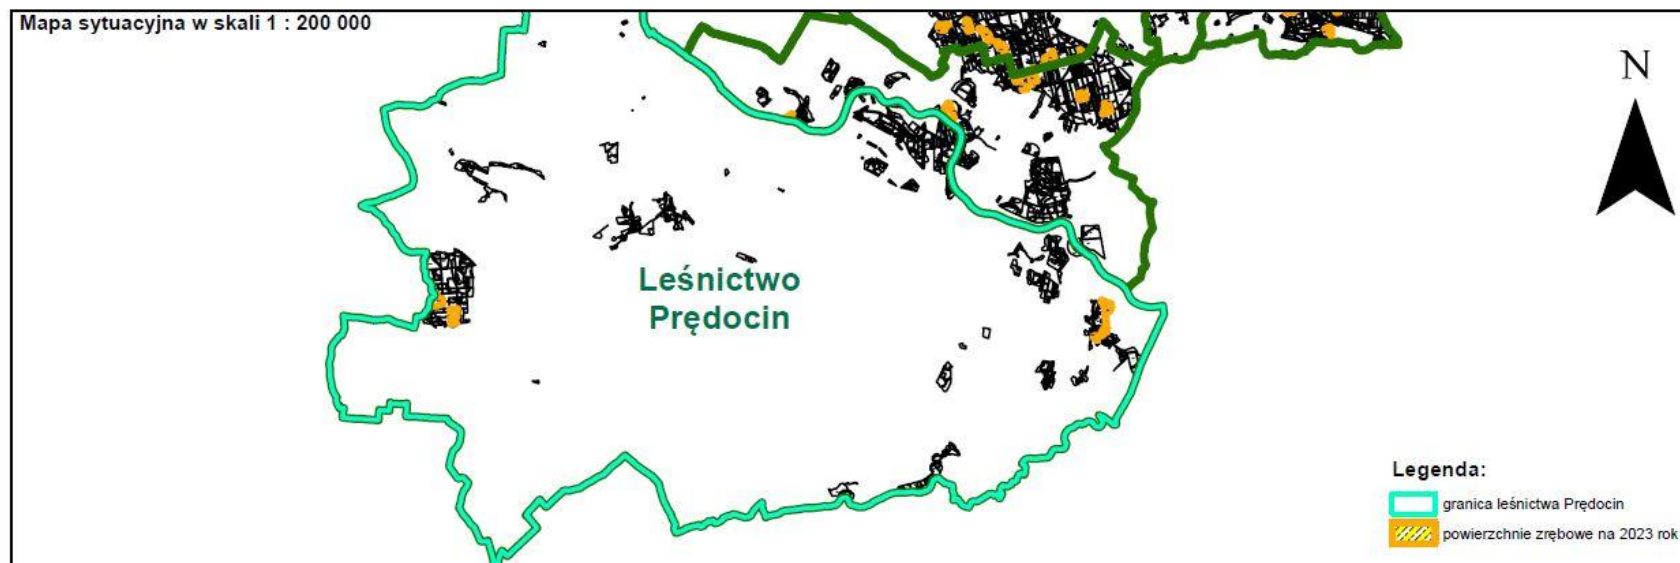 Mapa sytuacyjna w skali 1 : 200 000
N
Leśnictwo
Prędocin
Legenda:
granica leśnictwa Prędocin
powierzchnie zrębowe na 2023 rok